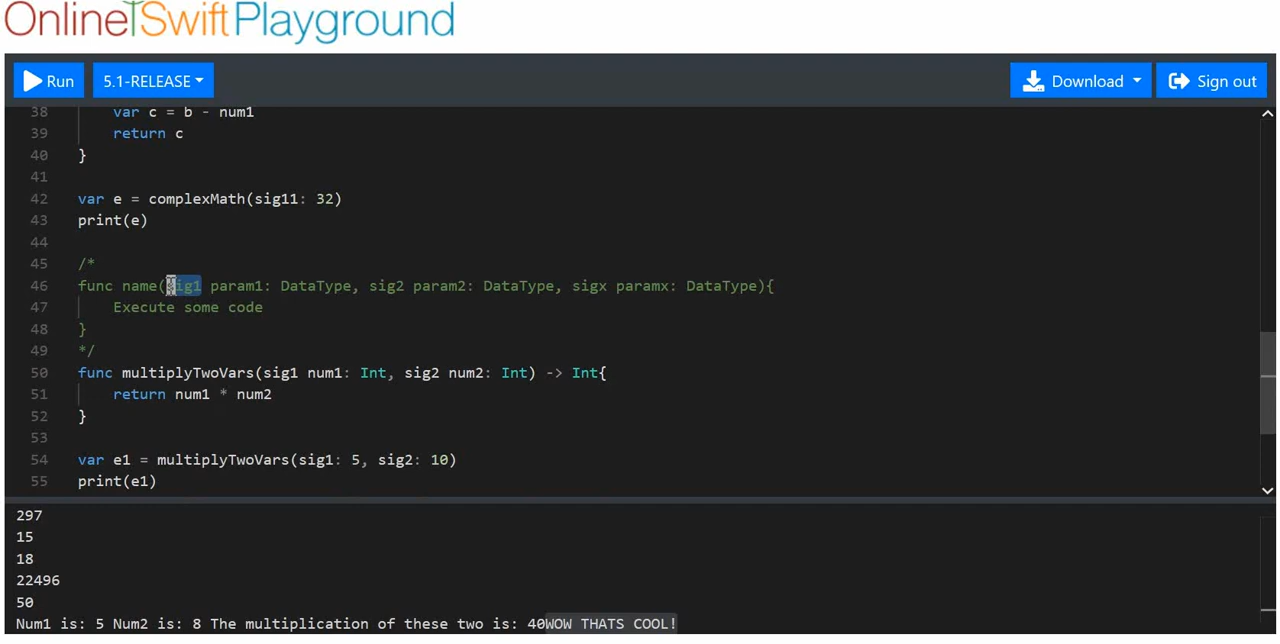 OnlineSwiftPlayground
Run 5.1-RELEASE Download Sign out
38 var c = b - num1
39 return c
40 }
41
42 var e = complexMath(sig11: 32)
43 print(e)
44
45 /*
46 func name(sig1 param1: DataType, sig2 param2: DataType, sigx paramx: DataType){
47 Execute some code
48 }
49 */
50 func multiplyTwoVars(sig1 num1: Int, sig2 num2: Int) -> Int{
51 return num1 * num2
52 }
53
54 var e1 = multiplyTwoVars(sig1: 5, sig2: 10)
55 print(e1)
297
15
18
22496
50
Num1 is: 5 Num2 is: 8 The multiplication of these two is: 40WOW THATS COOL!